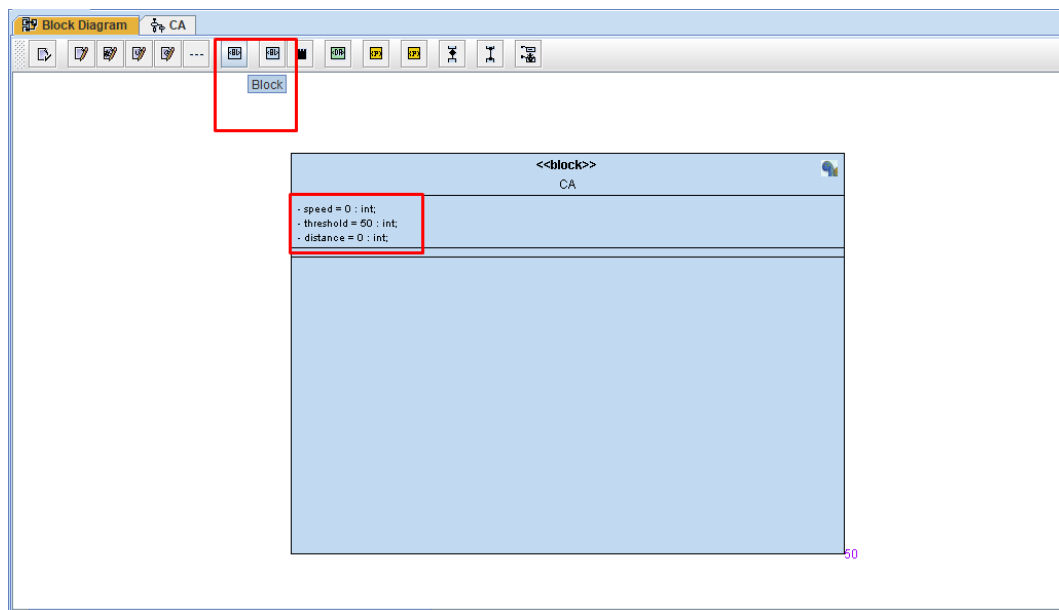 Block Diagram CA
Block
<<block>>
CA
- speed = 0 : int;
- threshold = 50 : int;
- distance = 0 : int;
50